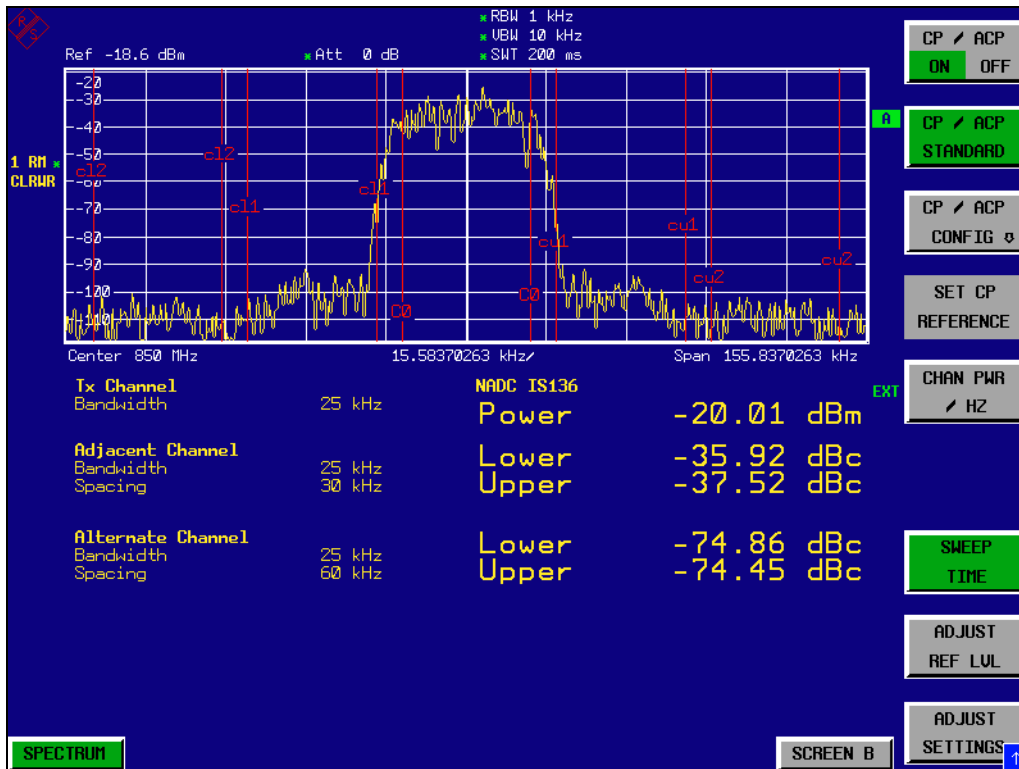 R/S
* RBW 1 kHz
* VBW 10 kHz
Ref -18.6 dBm * Att 0 dB * SWT 200 ms
-20
-30
-40
-50
-60
-70
-80
-90
-100
-110
cl2
cl2
cl1
cl1
C0
C0
cu1
cu1
cu2
cu2
1 RM *
CLRWR
A
Center 850 MHz 15.58370263 kHz/ Span 155.8370263 kHz
Tx Channel NADC IS136
Bandwidth 25 kHz Power -20.01 dBm
Adjacent Channel Lower -35.92 dBc
Bandwidth 25 kHz
Spacing 30 kHz Upper -37.52 dBc
Alternate Channel Lower -74.86 dBc
Bandwidth 25 kHz
Spacing 60 kHz Upper -74.45 dBc
EXT
CP / ACP
ON OFF
CP / ACP
STANDARD
CP / ACP
CONFIG
SET CP
REFERENCE
CHAN PWR
/ HZ
SWEEP
TIME
ADJUST
REF LVL
ADJUST
SETTINGS
SPECTRUM
SCREEN B